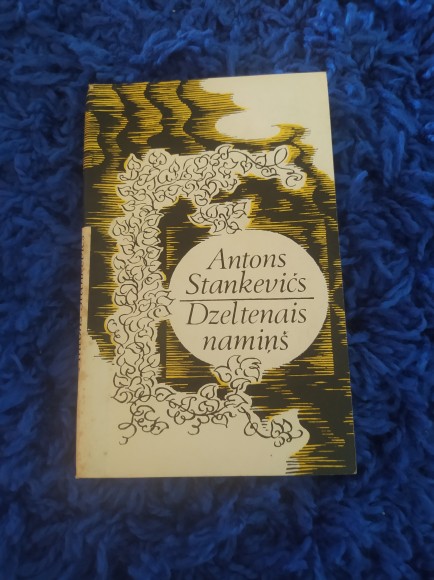 Antons
Stankevičs
Dzeltenais
namiņš